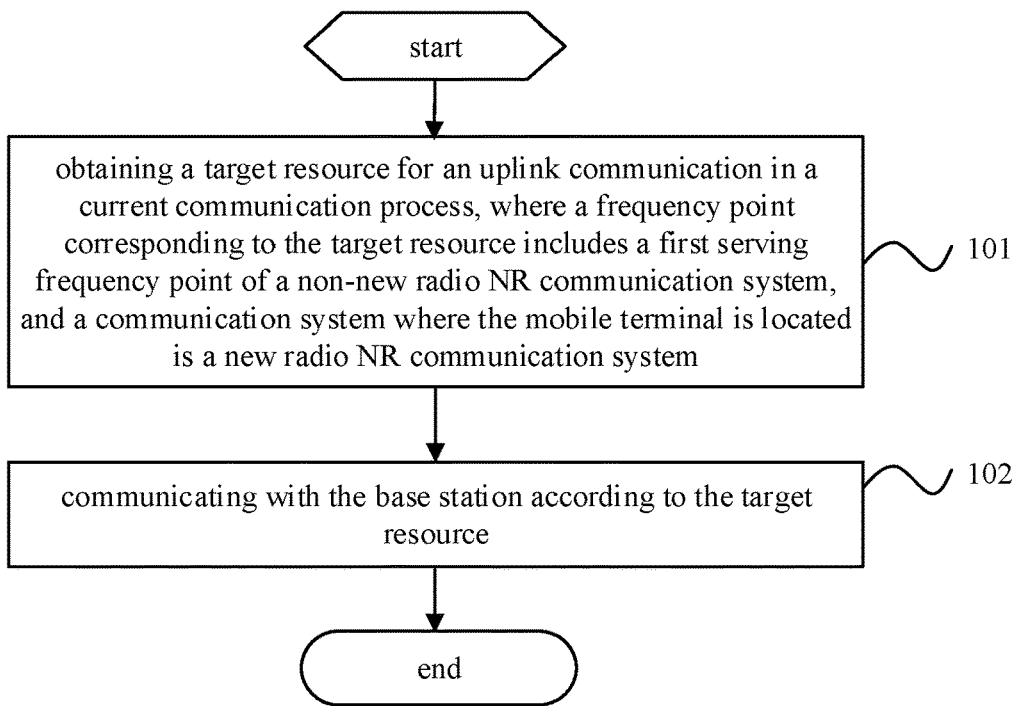 start
obtaining a target resource for an uplink communication in a
current communication process, where a frequency point
corresponding to the target resource includes a first serving
frequency point of a non-new radio NR communication system,
and a communication system where the mobile terminal is located
is a new radio NR communication system
101
communicating with the base station according to the target
resource
102
end